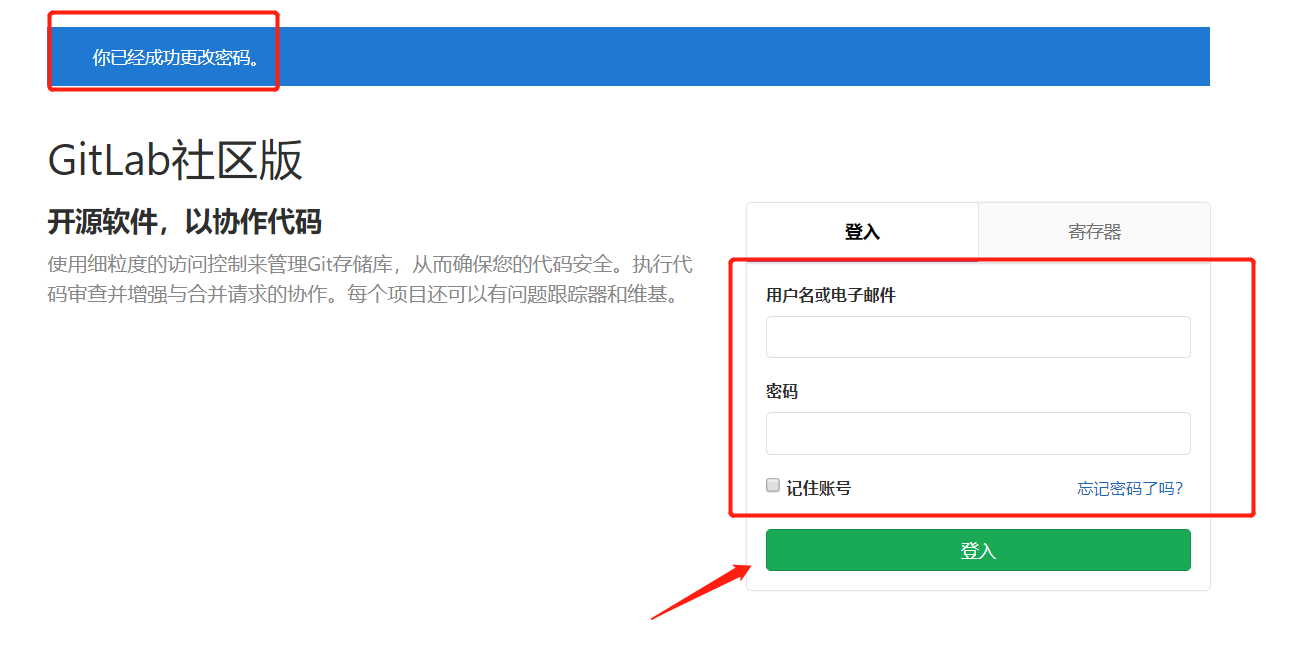 你已经成功更改密码。
GitLab社区版
开源软件，以协作代码
使用细粒度的访问控制来管理Git存储库，从而确保您的代码安全。执行代
码审查并增强与合并请求的协作。每个项目还可以有问题跟踪器和维基。
登入
寄存器
用户名或电子邮件
密码
记住账号
忘记密码了吗？
登入